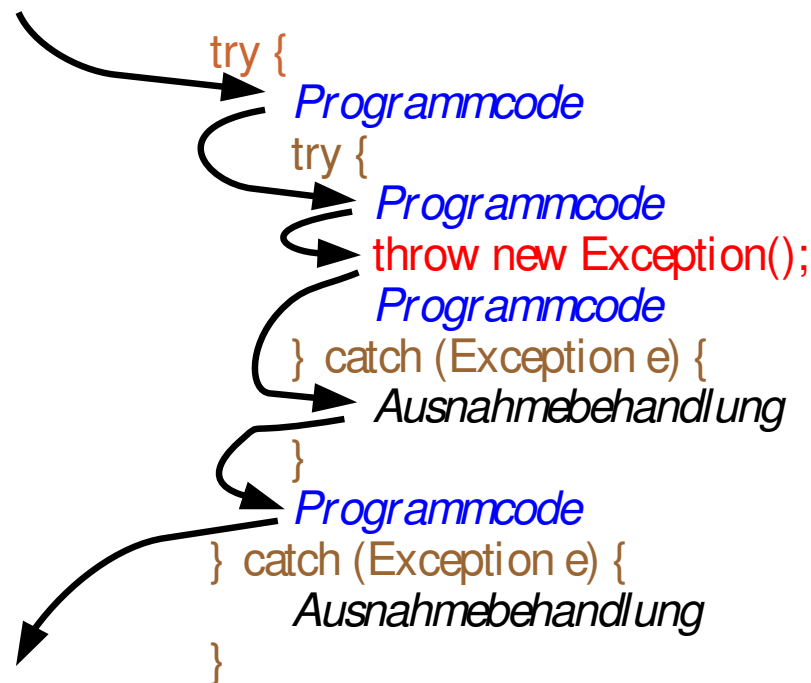 try {
Programmcode
try {
Programmcode
throw new Exception();
Programmcode
} catch (Exception e) {
Ausnahmebehandlung
}
Programmcode
} catch (Exception e) {
Ausnahmebehandlung
}